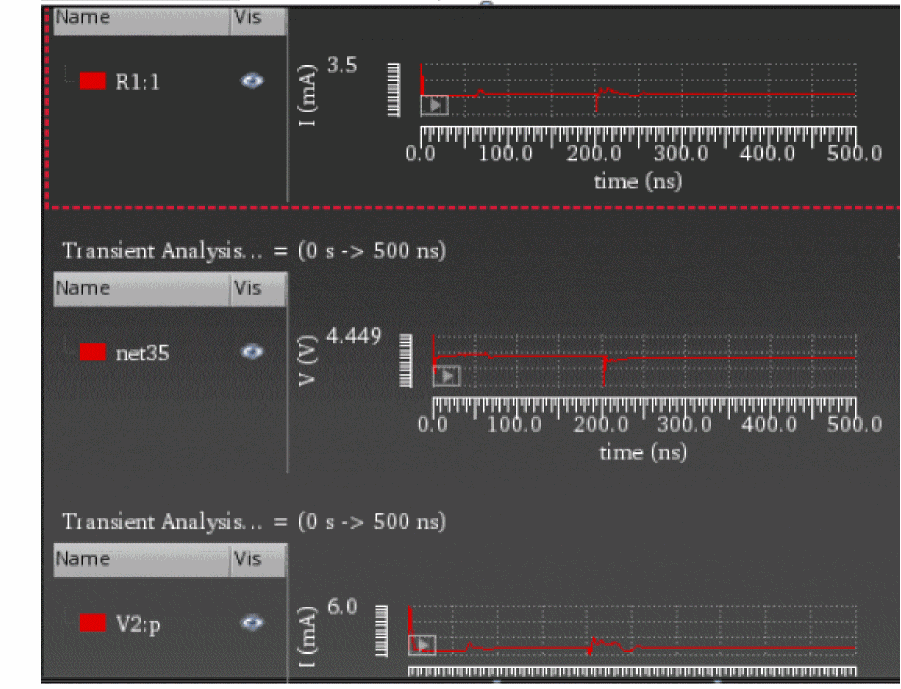 Name Vis
R1:1
I (mA)
3.5
0.0 100.0 200.0 300.0 400.0 500.0
time (ns)
Transient Analysis... = (0 s -> 500 ns)
Name Vis
net35
V (V)
4.449
0.0 100.0 200.0 300.0 400.0 500.0
time (ns)
Transient Analysis... = (0 s -> 500 ns)
Name Vis
V2:p
I (mA)
6.0